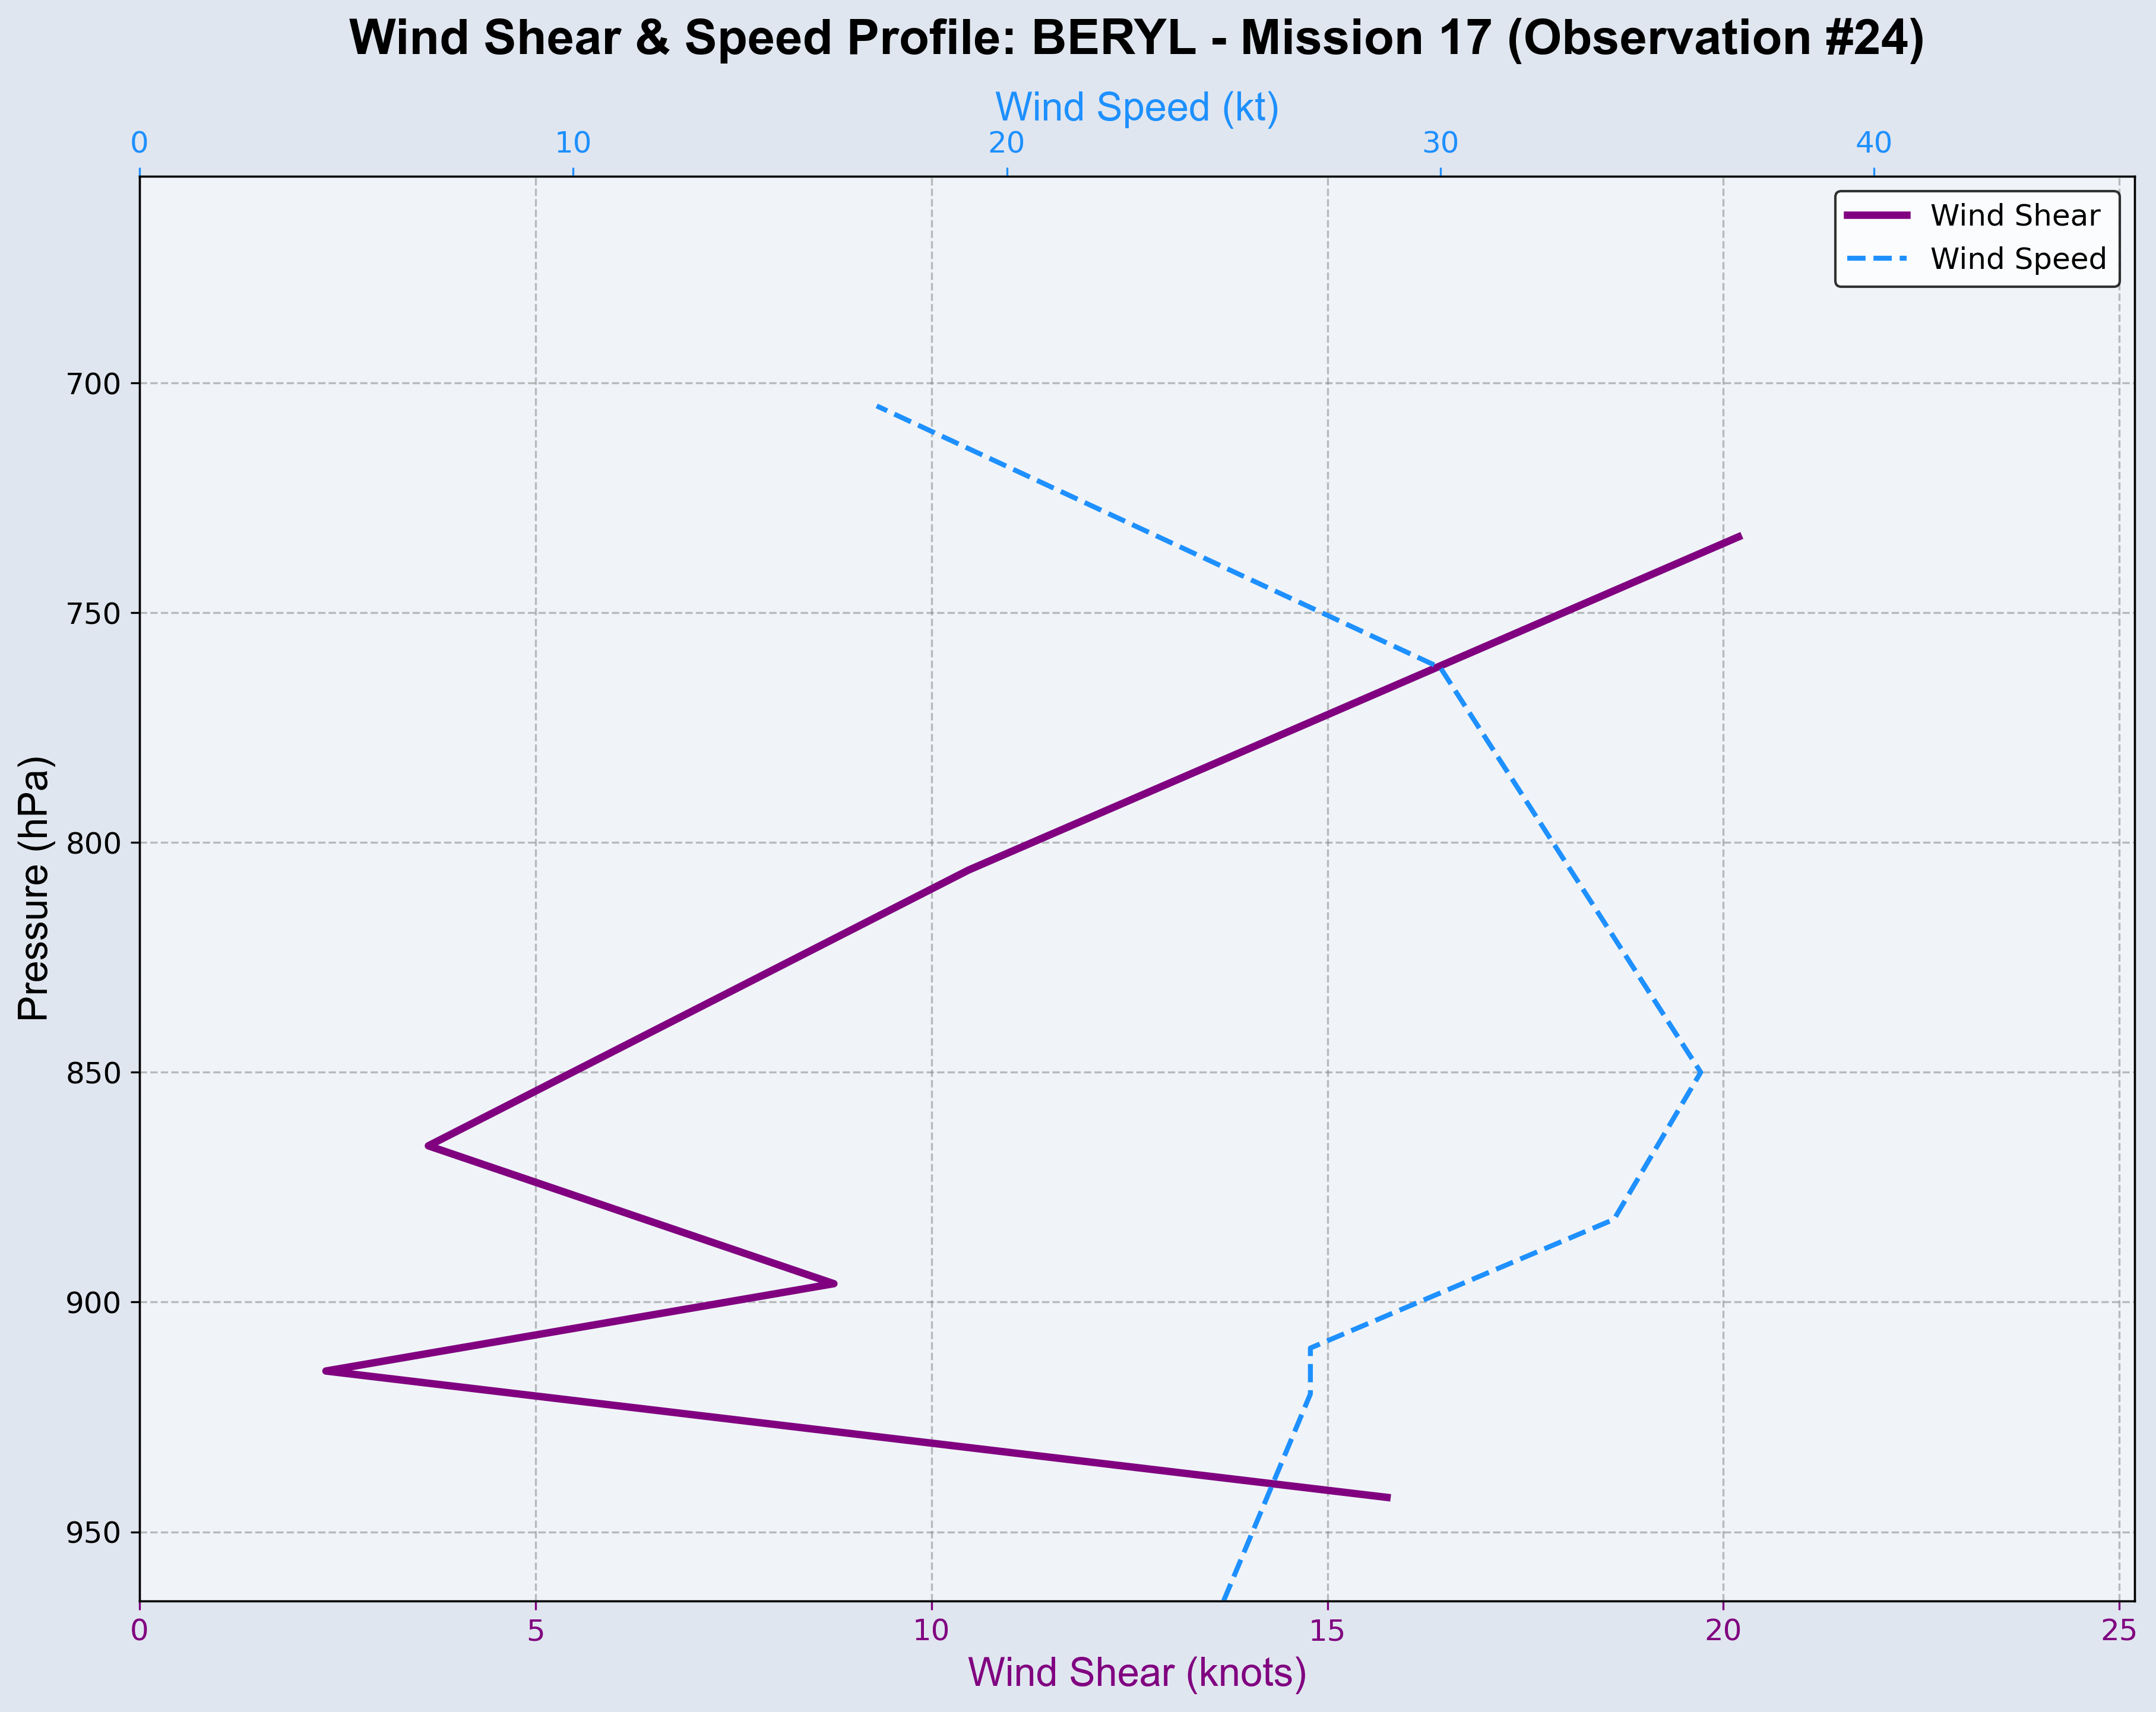 Wind Shear & Speed Profile: BERYL - Mission 17 (Observation #24)
Wind Speed (kt)
0 10 20 30 40
Wind Shear
Wind Speed
Pressure (hPa)
700
750
800
850
900
950
0 5 10 15 20 25
Wind Shear (knots)